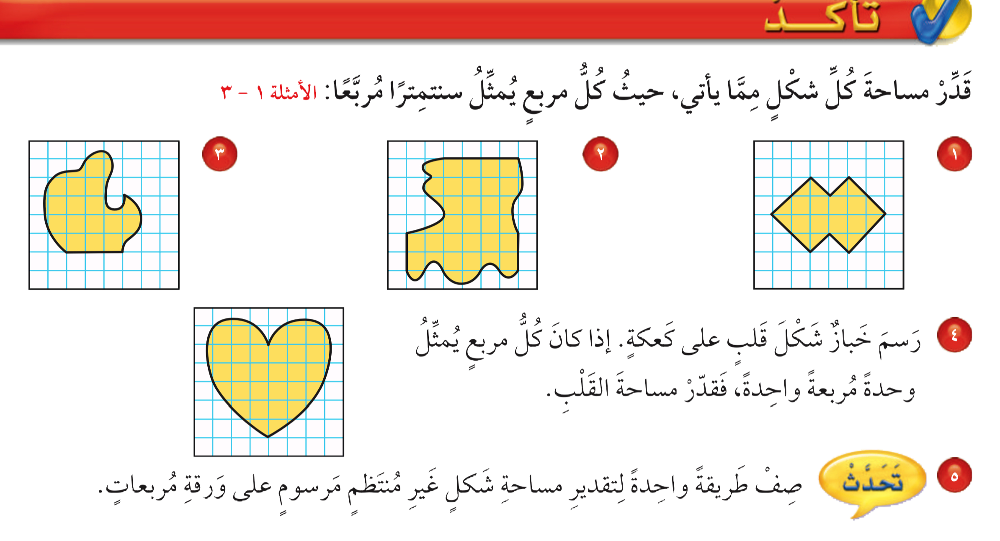 تأكد
قَدِّرْ مساحةَ كُلِّ شكْلٍ مِمَّا يأتي، حيثُ كُلُّ مربعٍ يُمثِّلُ سنتمِترًا مُربَّعًا: الأمثلة ١ – ٣
١
٢
٣
٤ رَسمَ خَبازٌ شَكْلَ قَلبٍ على كَعكةٍ. إذا كانَ كُلُّ مربعٍ يُمثِّلُ
وحدةً مُربعةً واحِدةً، فَقدّرْ مساحةَ القَلْبِ.
٥ تَحَدَّثْ صِفْ طَريقةً واحِدةً لِتقديرِ مساحةِ شَكلٍ غَيرِ مُنتَظمٍ مَرسومٍ على وَرقةِ مُربعاتٍ.